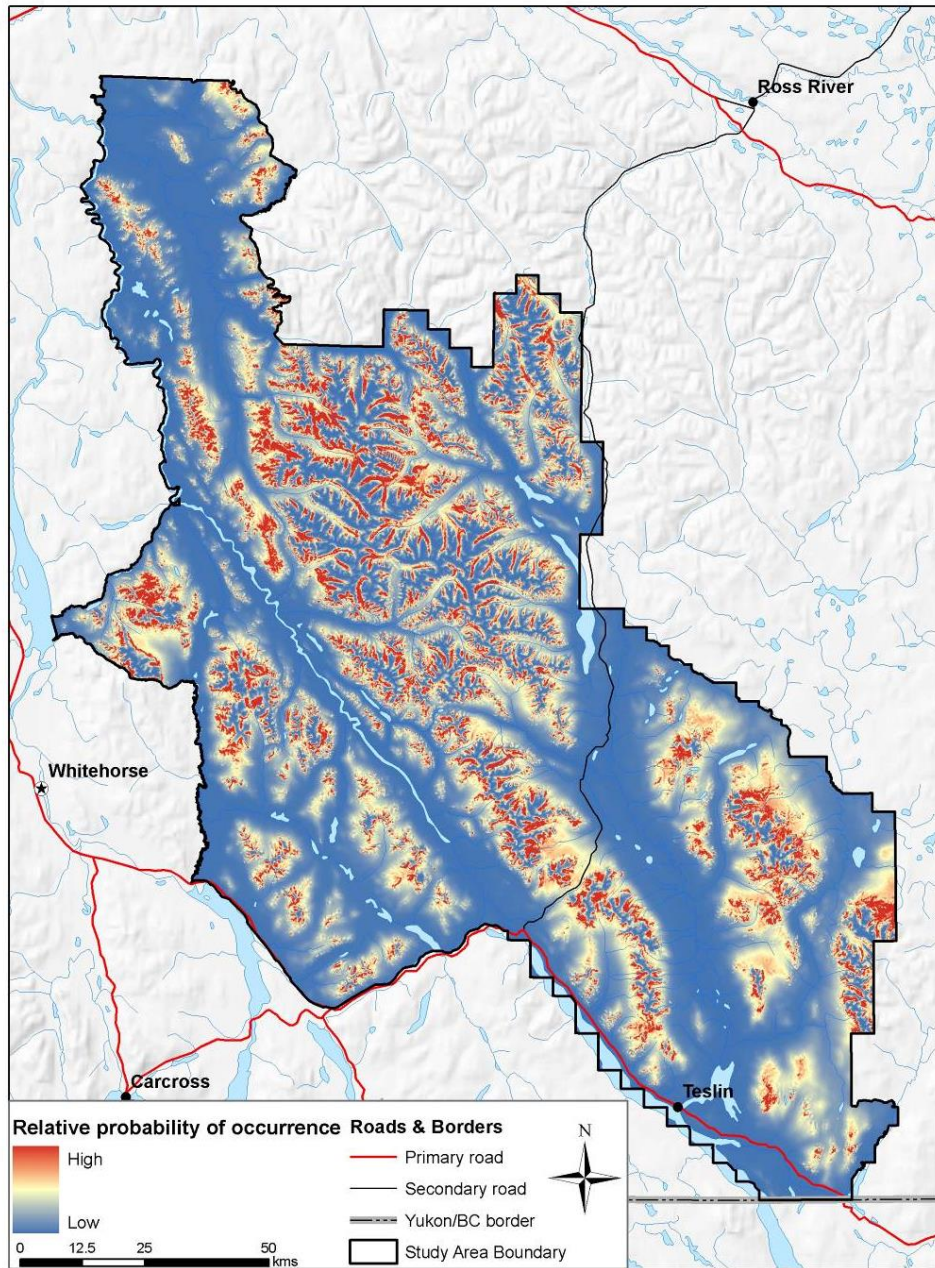 Ross River
Whitehorse
Carcross
Teslin
Relative probability of occurrence
High
Low
0 12.5 25 50
kms
Roads & Borders
Primary road
Secondary road
Yukon/BC border
Study Area Boundary
N